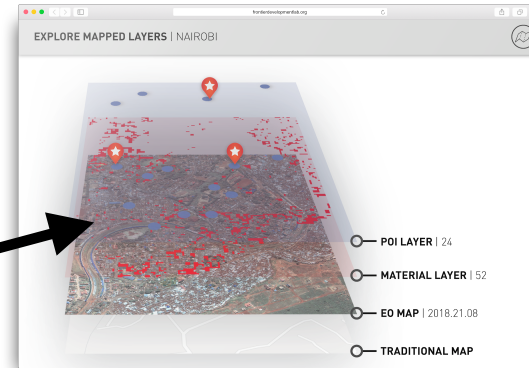 frontierdevelopmentlab.org
EXPLORE MAPPED LAYERS | NAIROBI
POI LAYER | 24
MATERIAL LAYER | 52
EO MAP | 2018.21.08
TRADITIONAL MAP